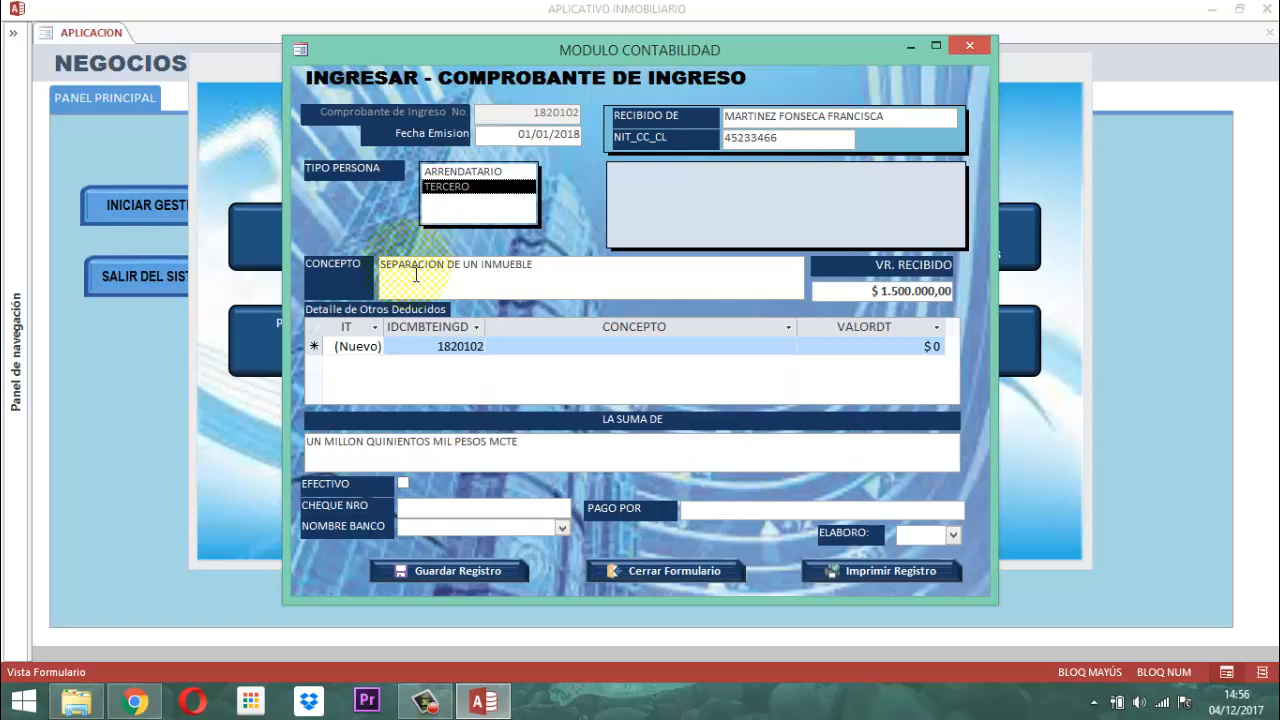 APLICATIVO INMOBILIARIO
APLICACION
NEGOCIOS
PANEL PRINCIPAL
INICIAR GESTI
SALIR DEL SIST
Panel de navegación
MODULO CONTABILIDAD
INGRESAR - COMPROBANTE DE INGRESO
Comprobante de Ingreso No. 1820102
Fecha Emision 01/01/2018
RECIBIDO DE MARTINEZ FONSECA FRANCISCA
NIT_CC_CL 45233466
TIPO PERSONA
ARRENDATARIO
TERCERO
CONCEPTO SEPARACION DE UN INMUEBLE
VR. RECIBIDO
$ 1.500.000,00
Detalle de Otros Deducidos
IT IDCMBTEINGD CONCEPTO VALORDT
(Nuevo) 1820102 $ 0
LA SUMA DE
UN MILLON QUINIENTOS MIL PESOS MCTE
EFECTIVO
CHEQUE NRO
NOMBRE BANCO
PAGO POR
ELABORO:
Guardar Registro
Cerrar Formulario
Imprimir Registro
Vista Formulario
BLOQ MAYÚS
BLOQ NUM
Pr
14:56
04/12/2017